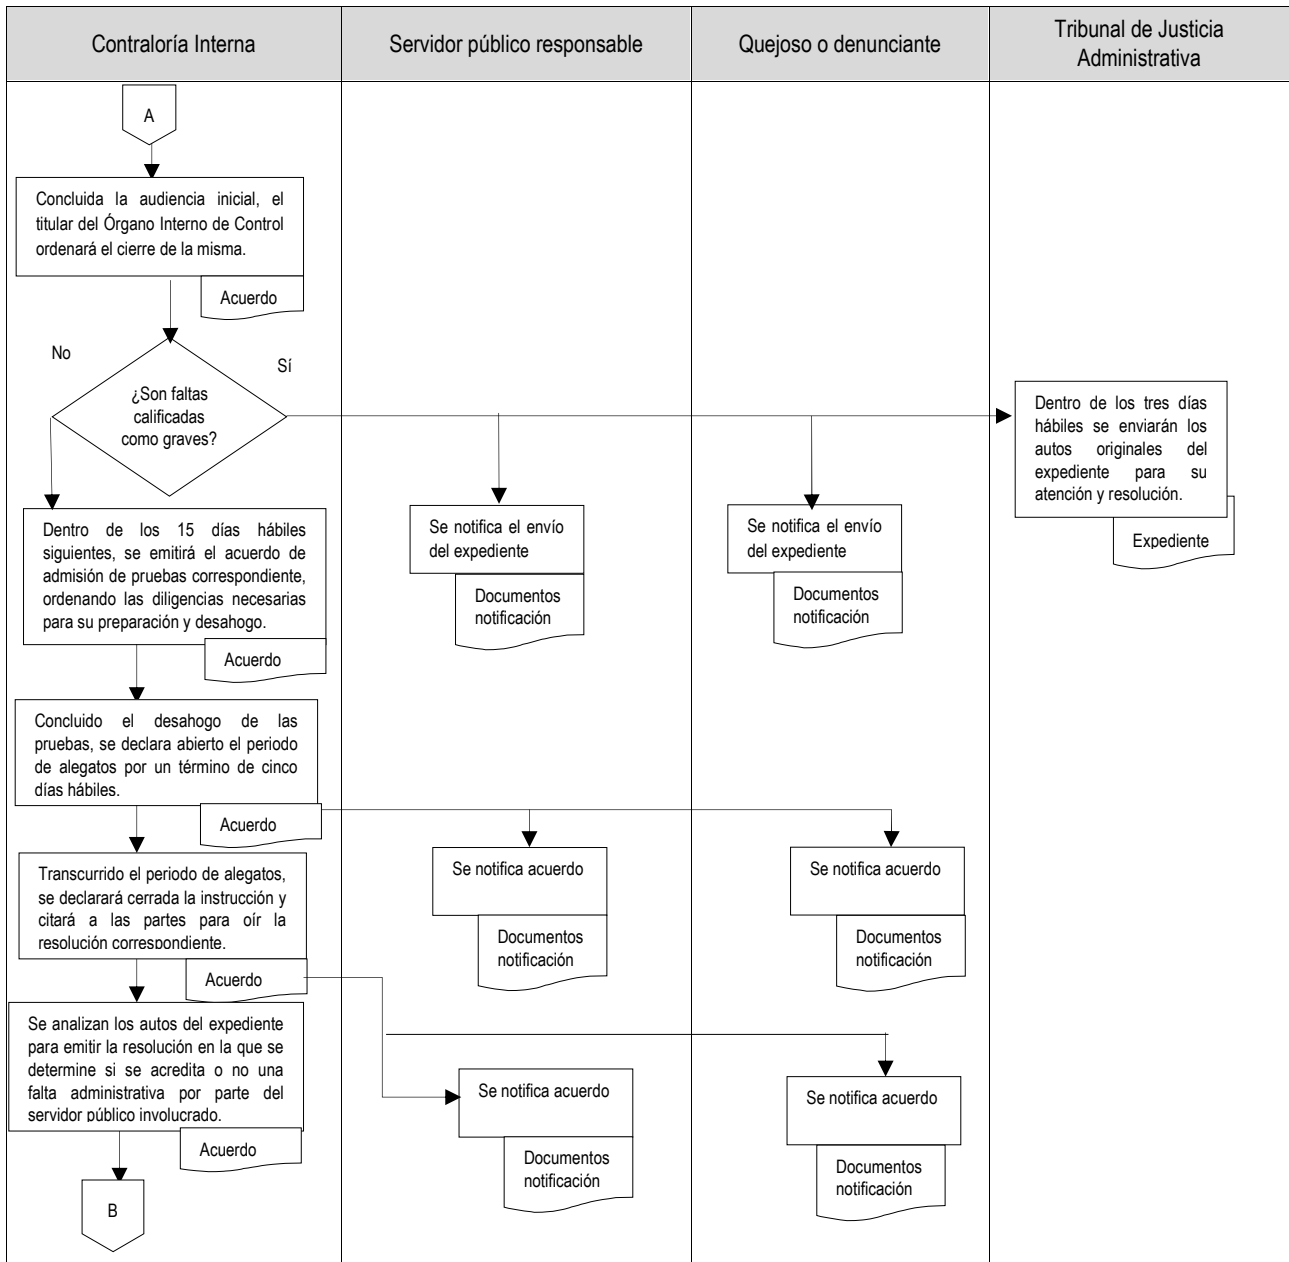 Contraloría Interna
Servidor público responsable
Quejoso o denunciante
Tribunal de Justicia
Administrativa
A
Concluida la audiencia inicial, el
titular del Órgano Interno de Control
ordenará el cierre de la misma.
Acuerdo
No
Sí
¿Son faltas
calificadas
como graves?
Dentro de los tres días
hábiles se enviarán los
autos originales del
expediente para su
atención y resolución.
Expediente
Dentro de los 15 días hábiles
siguientes, se emitirá el acuerdo de
admisión de pruebas correspondiente,
ordenando las diligencias necesarias
para su preparación y desahogo.
Acuerdo
Se notifica el envío
del expediente
Documentos
notificación
Se notifica el envío
del expediente
Documentos
notificación
Concluido el desahogo de las
pruebas, se declara abierto el periodo
de alegatos por un término de cinco
días hábiles.
Acuerdo
Se notifica acuerdo
Documentos
notificación
Se notifica acuerdo
Documentos
notificación
Transcurrido el periodo de alegatos,
se declarará cerrada la instrucción y
citará a las partes para oír la
resolución correspondiente.
Acuerdo
Se notifica acuerdo
Documentos
notificación
Se notifica acuerdo
Documentos
notificación
Se analizan los autos del expediente
para emitir la resolución en la que se
determine si se acredita o no una
falta administrativa por parte del
servidor público involucrado.
Acuerdo
B